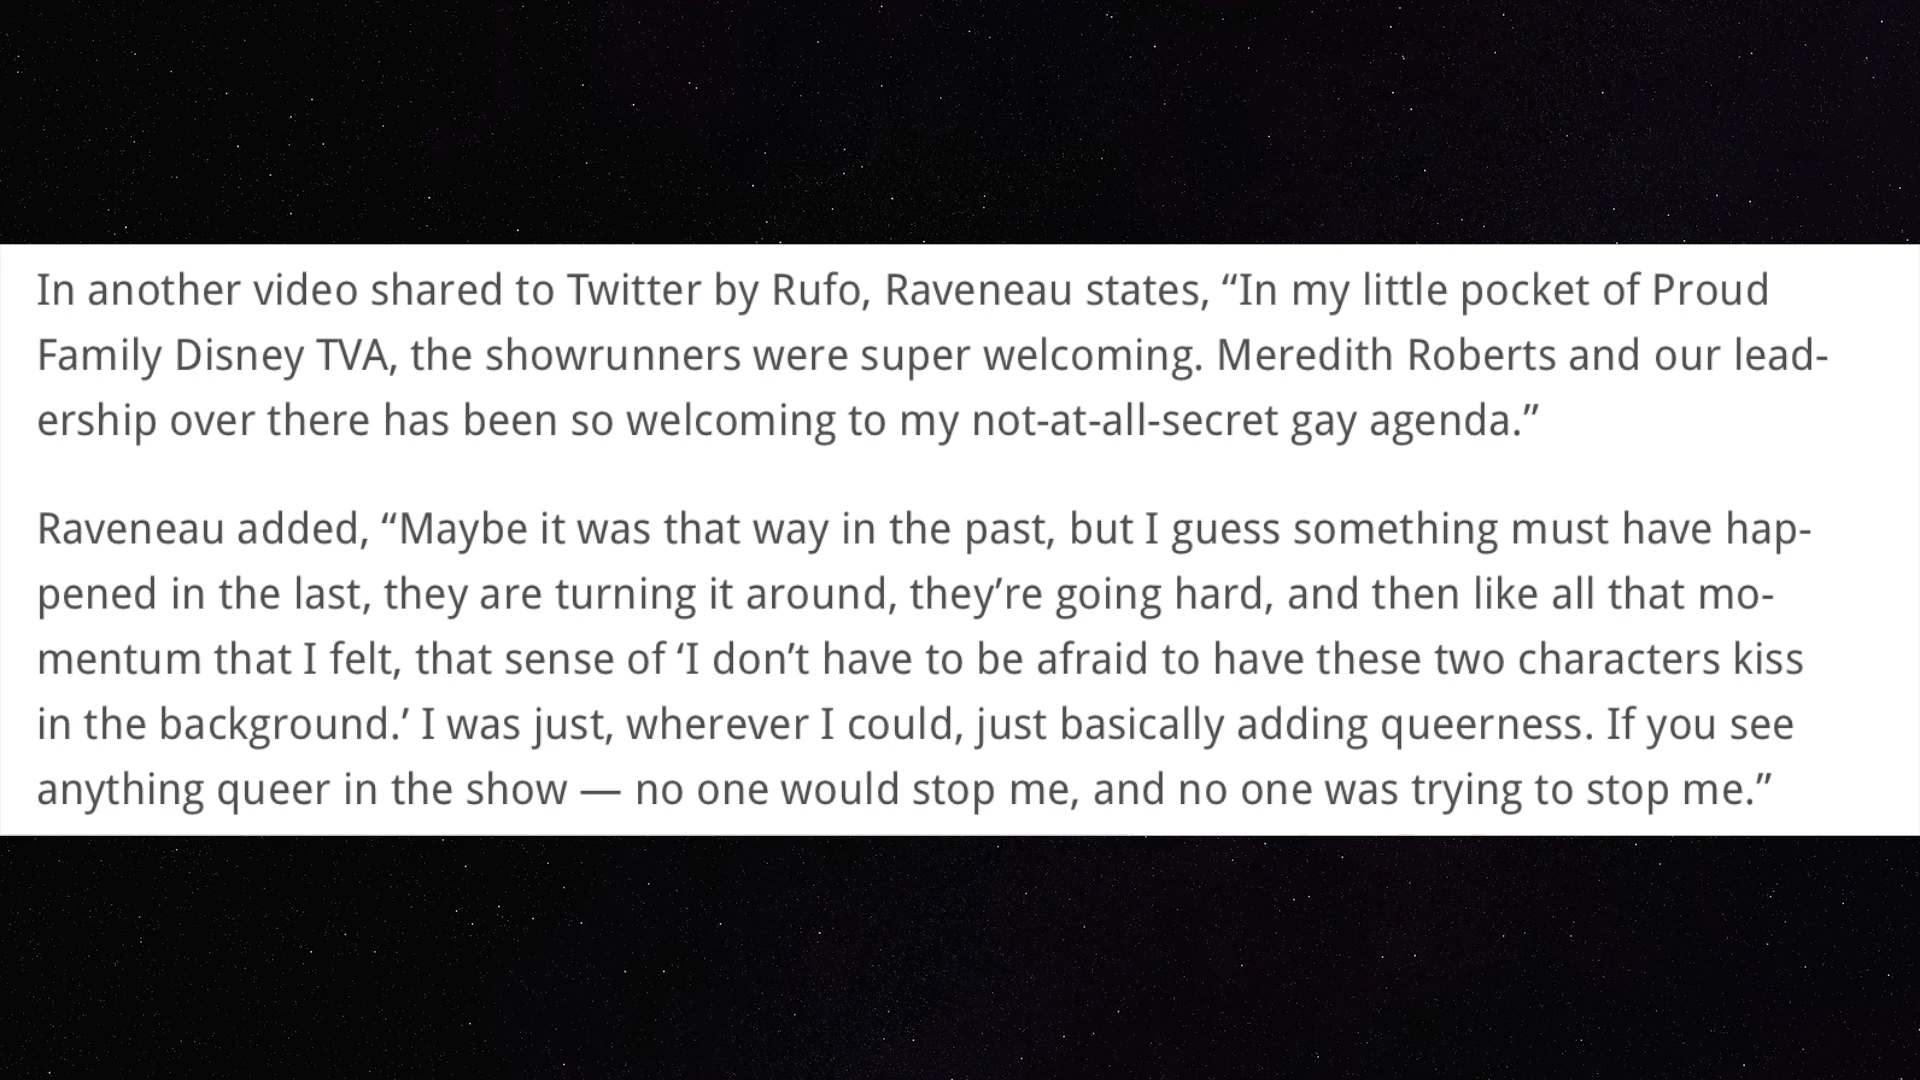 In another video shared to Twitter by Rufo, Raveneau states, “In my little pocket of Proud
Family Disney TVA, the showrunners were super welcoming. Meredith Roberts and our lead-
ership over there has been so welcoming to my not-at-all-secret gay agenda.”
Raveneau added, “Maybe it was that way in the past, but I guess something must have hap-
pened in the last, they are turning it around, they’re going hard, and then like all that mo-
mentum that I felt, that sense of ‘I don’t have to be afraid to have these two characters kiss
in the background.’ I was just, wherever I could, just basically adding queerness. If you see
anything queer in the show — no one would stop me, and no one was trying to stop me.”